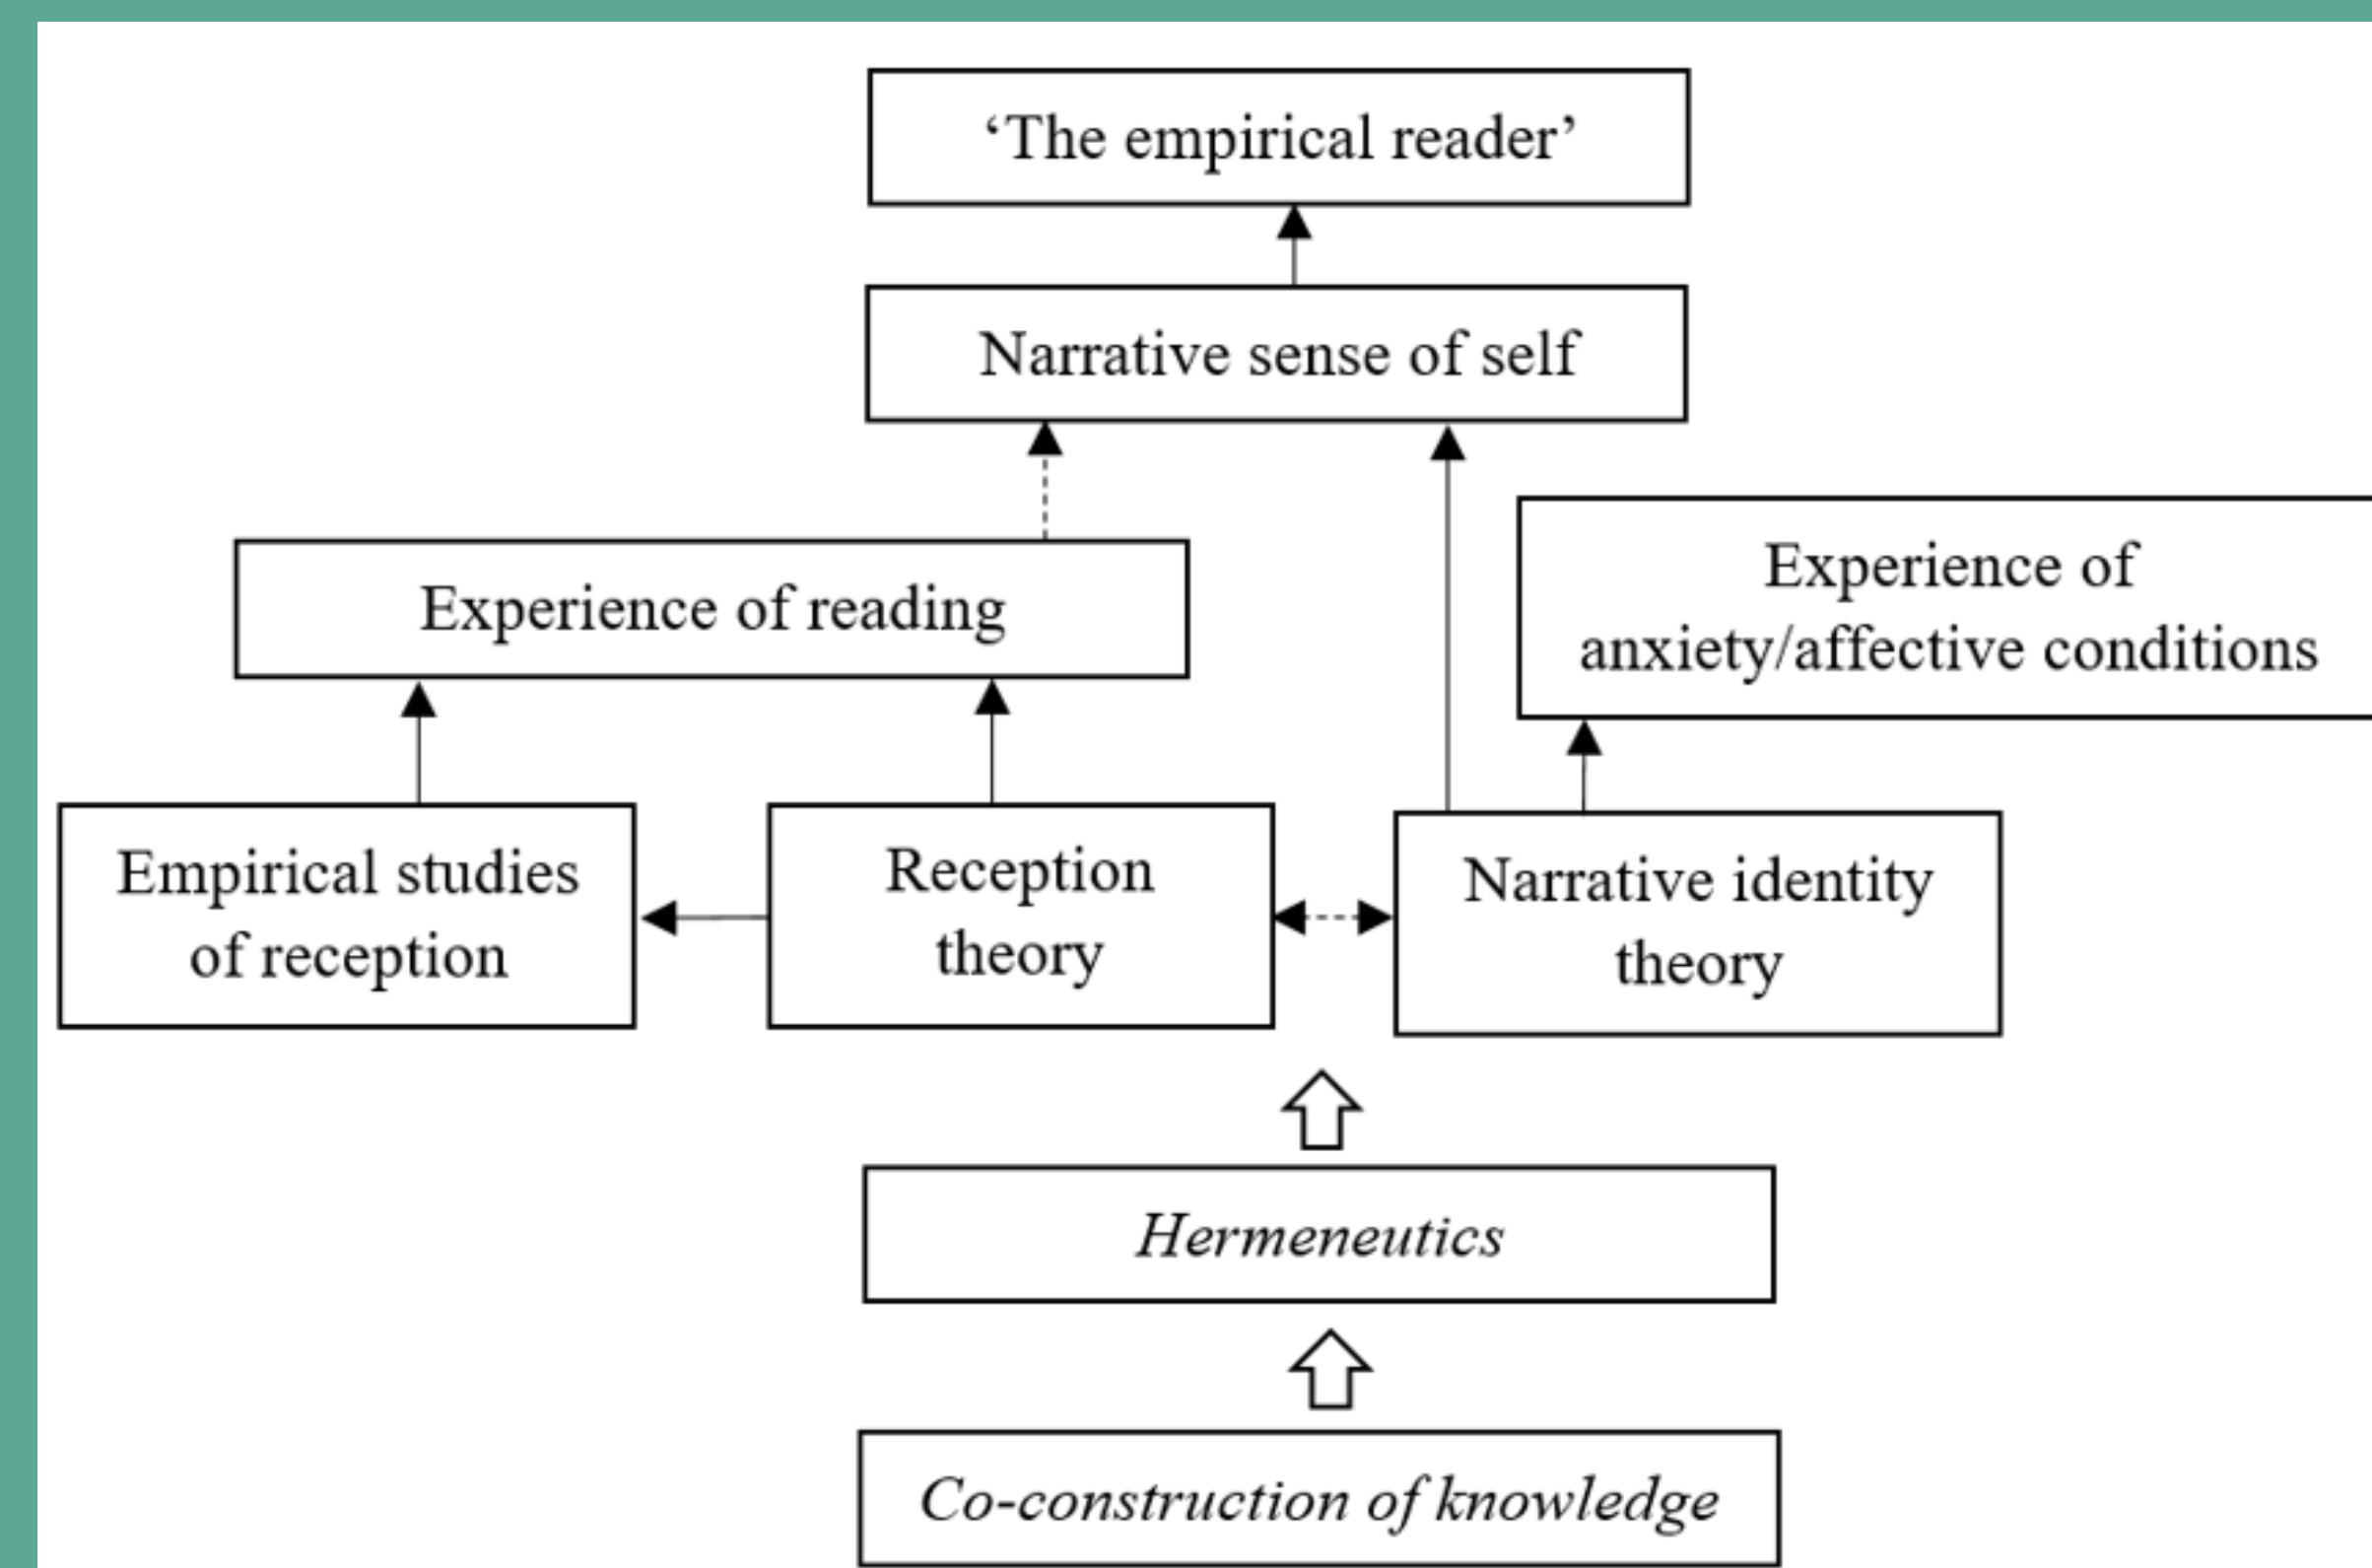 ‘The empirical reader’
Narrative sense of self
Experience of reading
Experience of
anxiety/affective conditions
Empirical studies
of reception
Reception
theory
Narrative identity
theory
Hermeneutics
Co-construction of knowledge